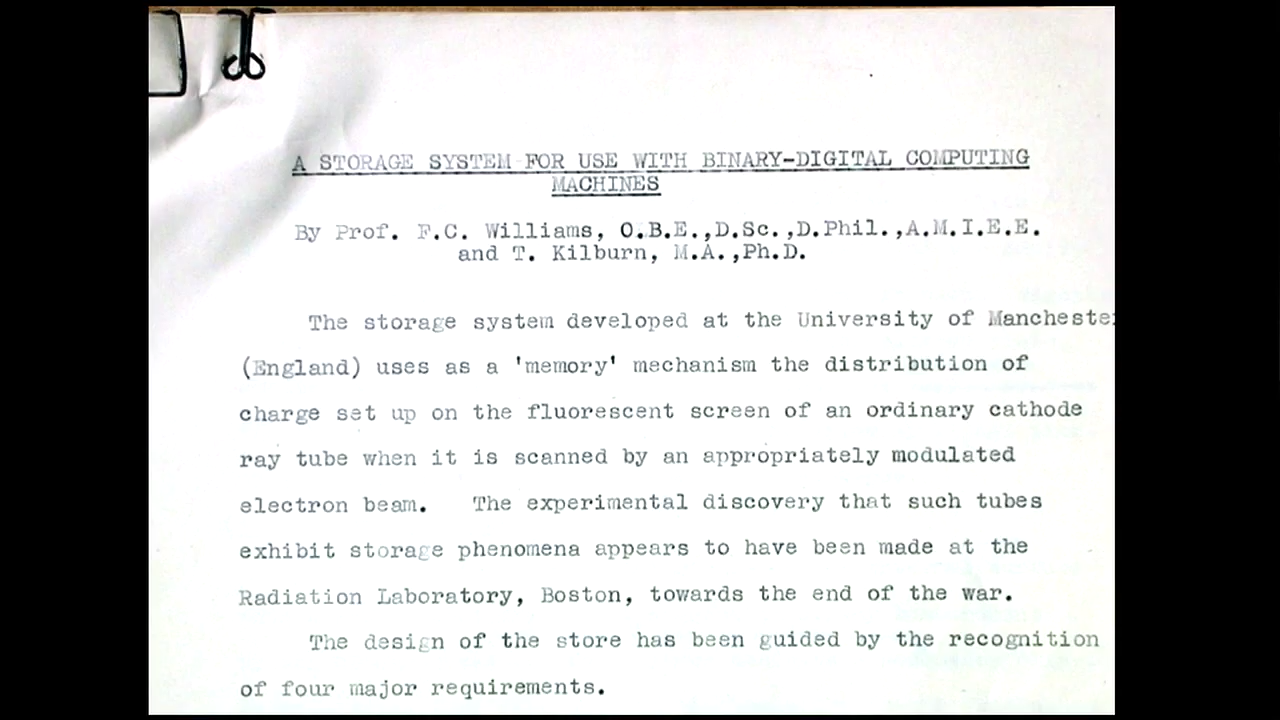 A STORAGE SYSTEM FOR USE WITH BINARY-DIGITAL COMPUTING
MACHINES
By Prof. F.C. Williams, O.B.E.,D.Sc.,D.Phil.,A.M.I.E.E.
and T. Kilburn, M.A.,Ph.D.
The storage system developed at the University of Manchester
(England) uses as a 'memory' mechanism the distribution of
charge set up on the fluorescent screen of an ordinary cathode
ray tube when it is scanned by an appropriately modulated
electron beam. The experimental discovery that such tubes
exhibit storage phenomena appears to have been made at the
Radiation Laboratory, Boston, towards the end of the war.
The design of the store has been guided by the recognition
of four major requirements.